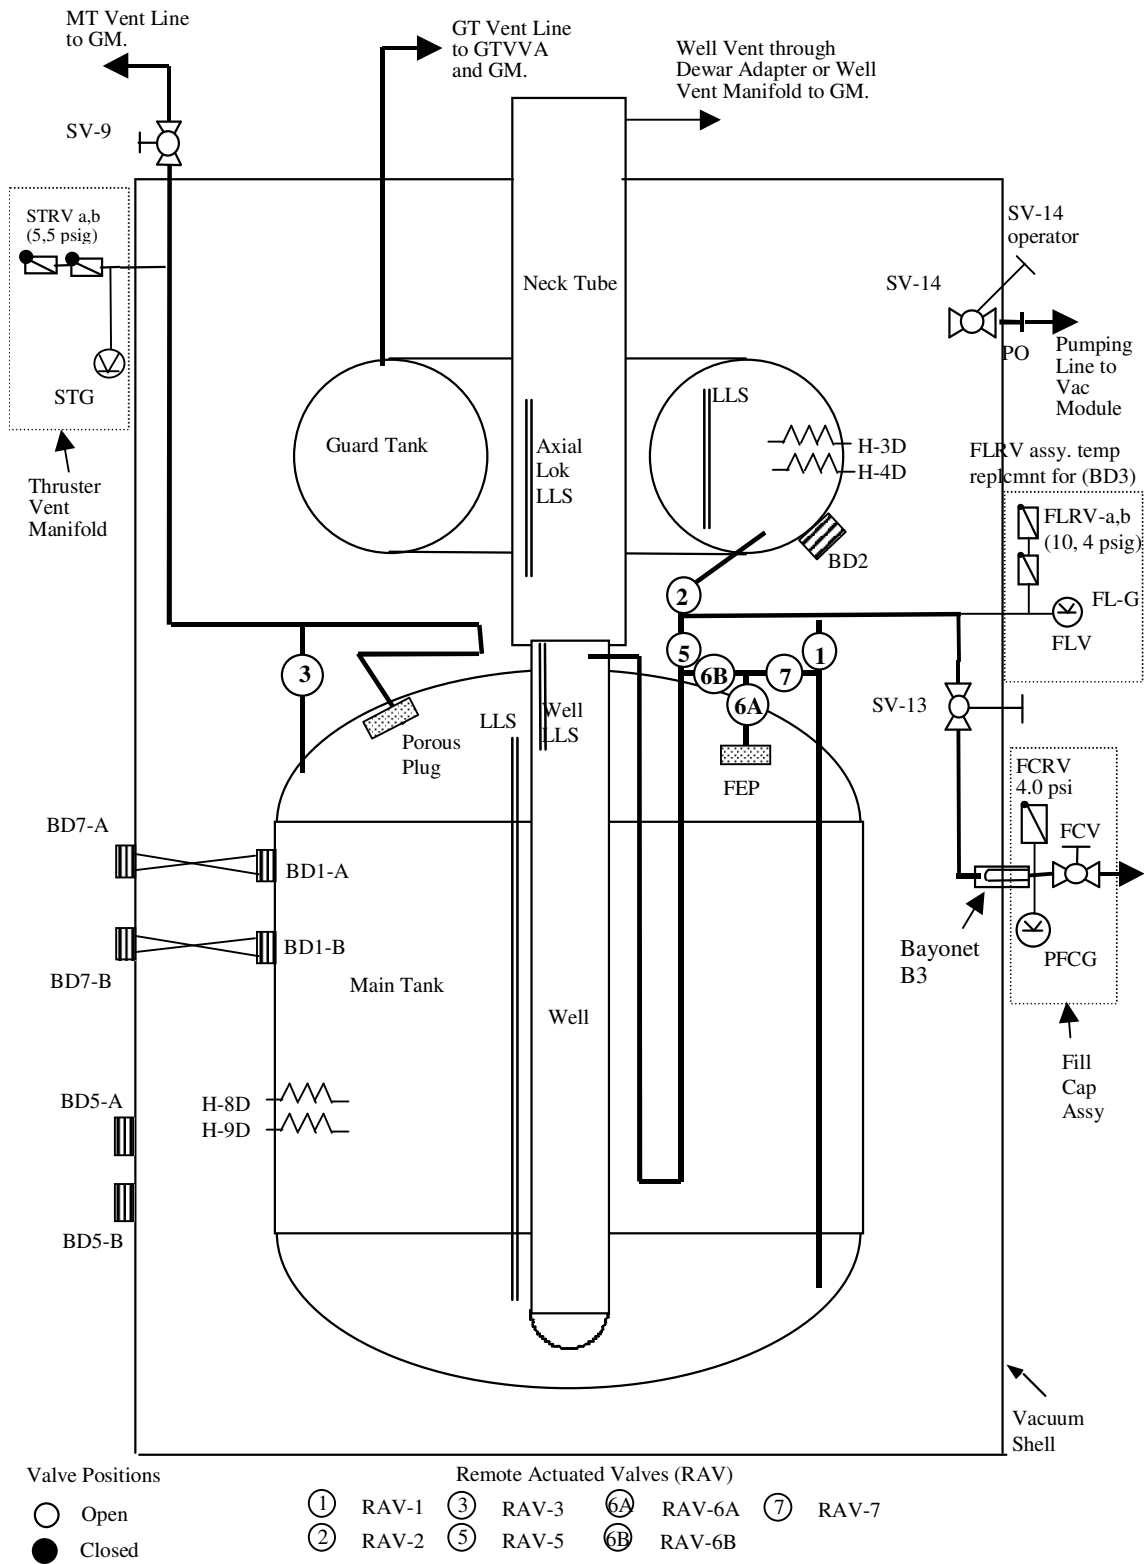 MT Vent Line
to GM.
GT Vent Line
to GTVVA
and GM.
Well Vent through
Dewar Adapter or Well
Vent Manifold to GM.
SV-9
STRV a,b
(5,5 psig)
STG
Thruster
Vent
Manifold
Neck Tube
SV-14
operator
SV-14
PO
Pumping
Line to
Vac
Module
Guard Tank
Axial
Lok
LLS
LLS
H-3D
H-4D
BD2
FLRV assy. temp
replcmnt for (BD3)
FLRV-a,b
(10, 4 psig)
FL-G
FLV
2
5
6B
7
1
6A
3
Porous
Plug
LLS
Well
LLS
FEP
SV-13
FCRV
4.0 psi
FCV
PFCG
Bayonet
B3
Fill
Cap
Assy
BD7-A
BD1-A
BD1-B
BD7-B
Main Tank
Well
BD5-A
H-8D
H-9D
BD5-B
Vacuum
Shell
Valve Positions
Open
Closed
Remote Actuated Valves (RAV)
1 RAV-1 3 RAV-3 6A RAV-6A 7 RAV-7
2 RAV-2 5 RAV-5 6B RAV-6B